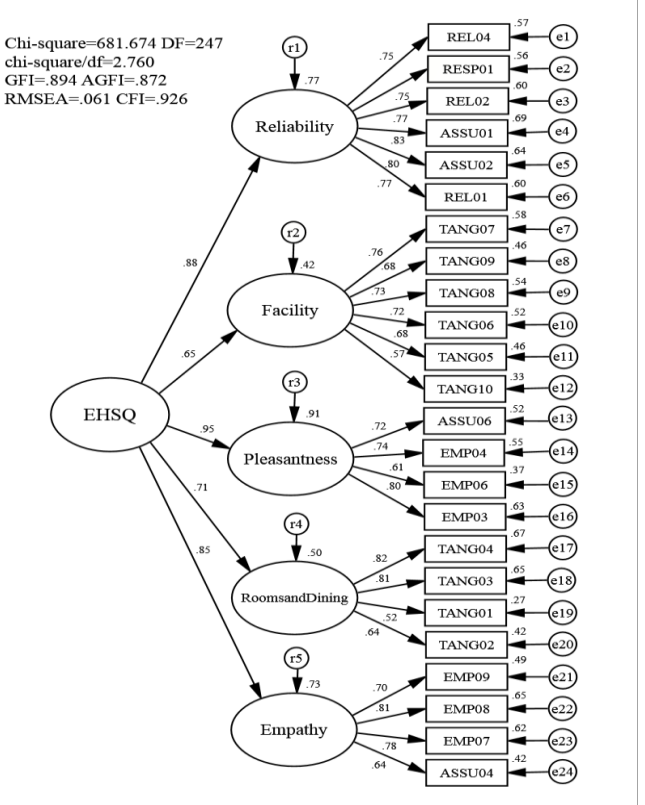 Chi-square=681.674 DF=247
chi-square/df=2.760
GFI=.894 AGFI=.872
RMSEA=.061 CFI=.926
EHSQ
.88
.65
.95
.71
.85
r1
.77
Reliability
.75
.75
.77
.83
.80
.77
REL04
.57
e1
RESP01
.56
e2
REL02
.60
e3
ASSU01
.69
e4
ASSU02
.64
e5
REL01
.60
e6
r2
.42
Facility
.76
.68
.73
.72
.68
.57
TANG07
.58
e7
TANG09
.46
e8
TANG08
.54
e9
TANG06
.52
e10
TANG05
.46
e11
TANG10
.33
e12
r3
.91
Pleasantness
.72
.74
.61
.80
ASSU06
.52
e13
EMP04
.55
e14
EMP06
.37
e15
EMP03
.63
e16
r4
.50
RoomsandDining
.82
.81
.52
.64
TANG04
.67
e17
TANG03
.65
e18
TANG01
.27
e19
TANG02
.42
e20
r5
.73
Empathy
.70
.81
.78
.64
EMP09
.49
e21
EMP08
.65
e22
EMP07
.62
e23
ASSU04
.42
e24